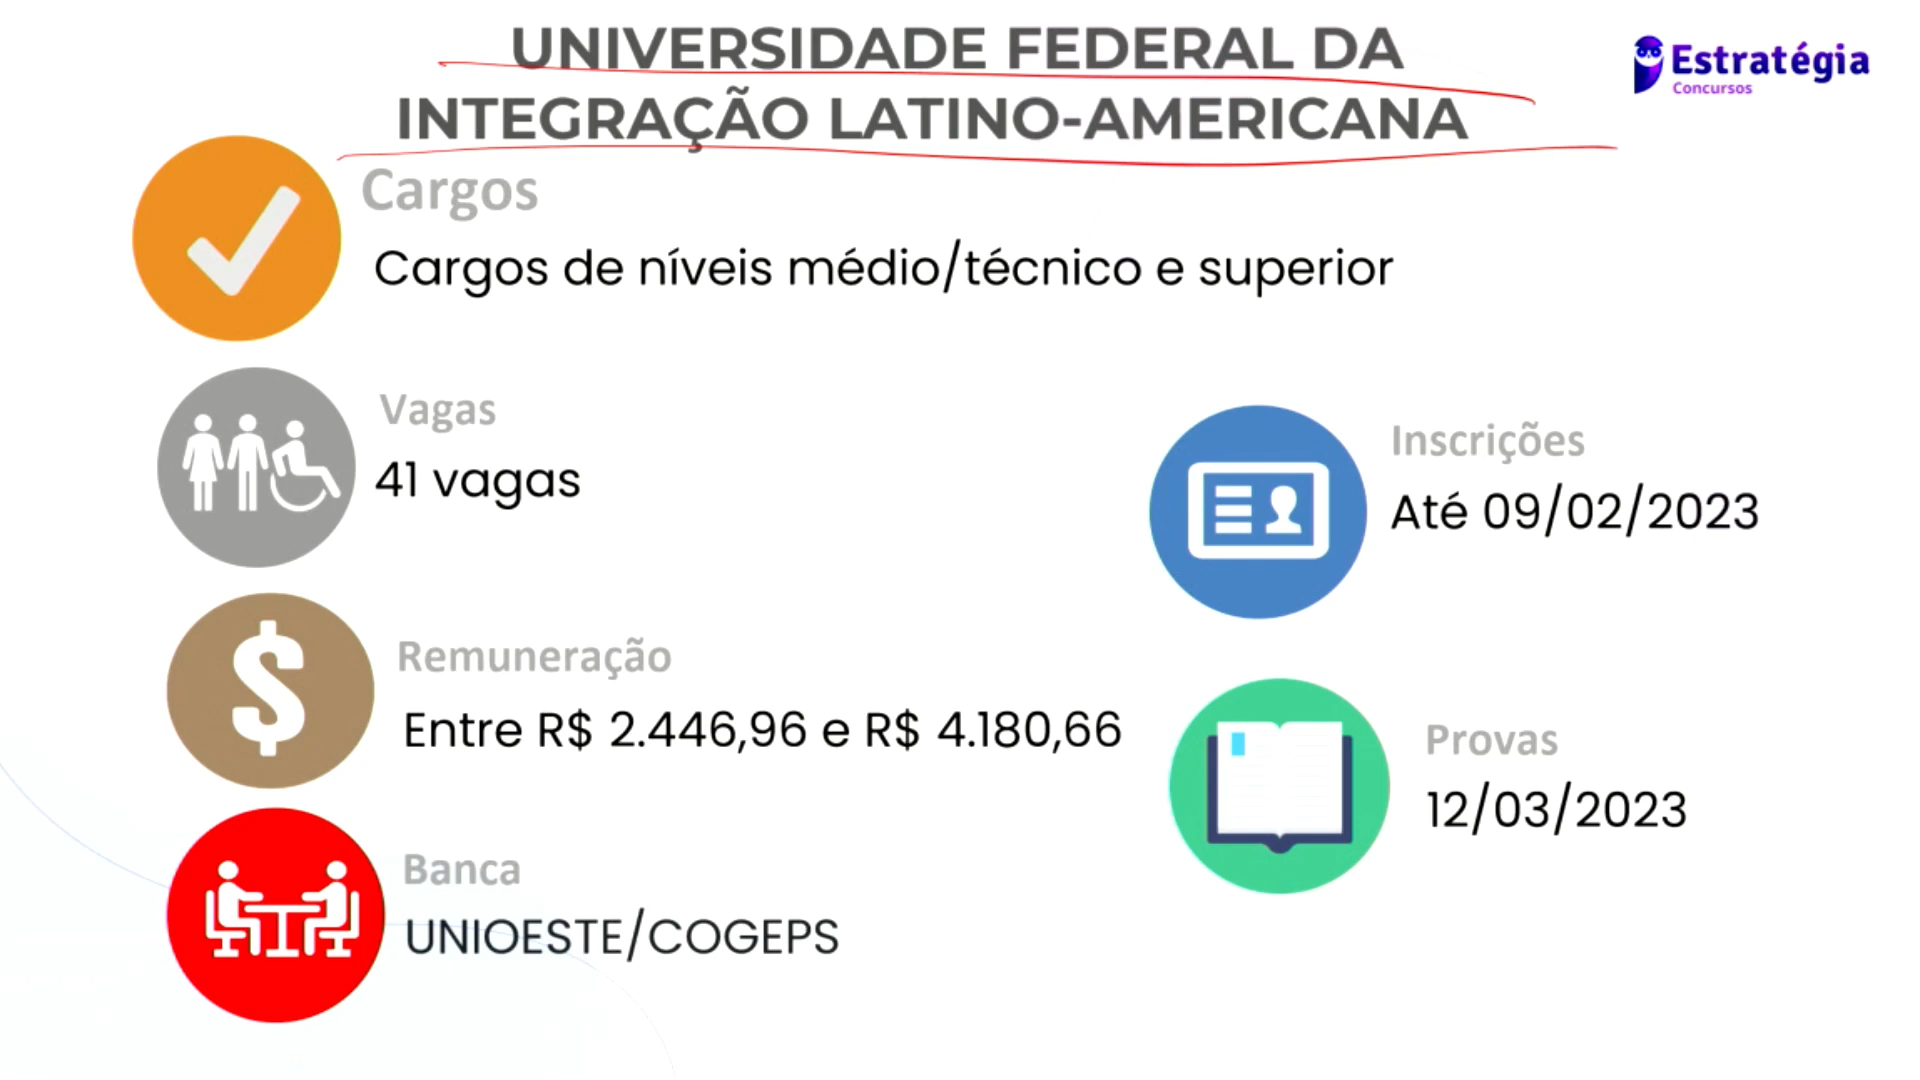 UNIVERSIDADE FEDERAL DA
INTEGRAÇÃO LATINO-AMERICANA
Estratégia
Concursos
Cargos
Cargos de níveis médio/técnico e superior
Vagas
41 vagas
Inscrições
Até 09/02/2023
Remuneração
Entre R$ 2.446,96 e R$ 4.180,66
Provas
12/03/2023
Banca
UNIOESTE/COGEPS